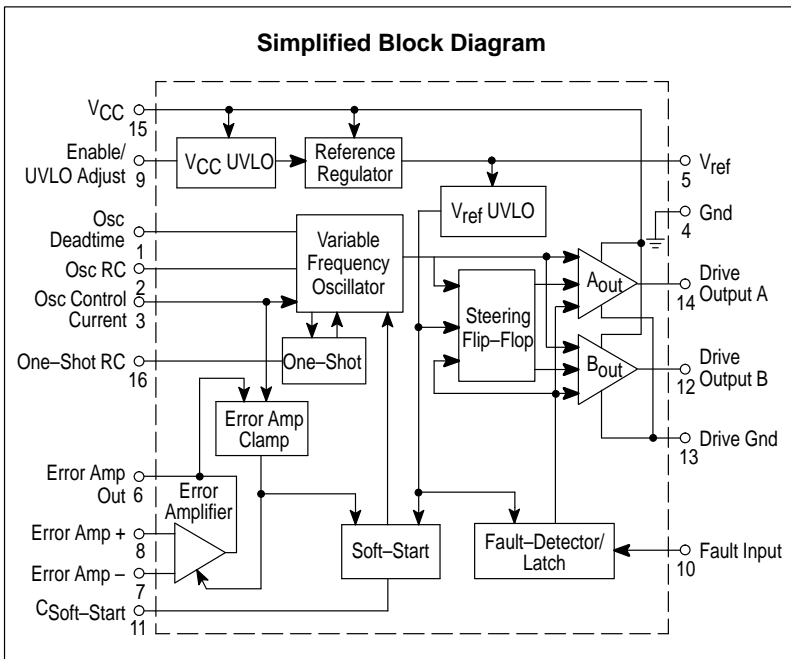 Simplified Block Diagram
VCC
15
Enable/
UVLO Adjust
9
VCC UVLO
Reference
Regulator
Vref
5
Vref UVLO
Gnd
4
Osc
Deadtime
1
Osc RC
2
Osc Control
Current
3
Variable
Frequency
Oscillator
Steering
Flip–Flop
Aout
Drive
Output A
14
One–Shot RC
16
One–Shot
Bout
Drive
Output B
12
Error Amp
Clamp
Drive Gnd
13
Error Amp
Out
6
Error
Amplifier
Error Amp +
8
Error Amp –
7
Soft–Start
Fault–Detector/
Latch
Fault Input
10
CSoft–Start
11